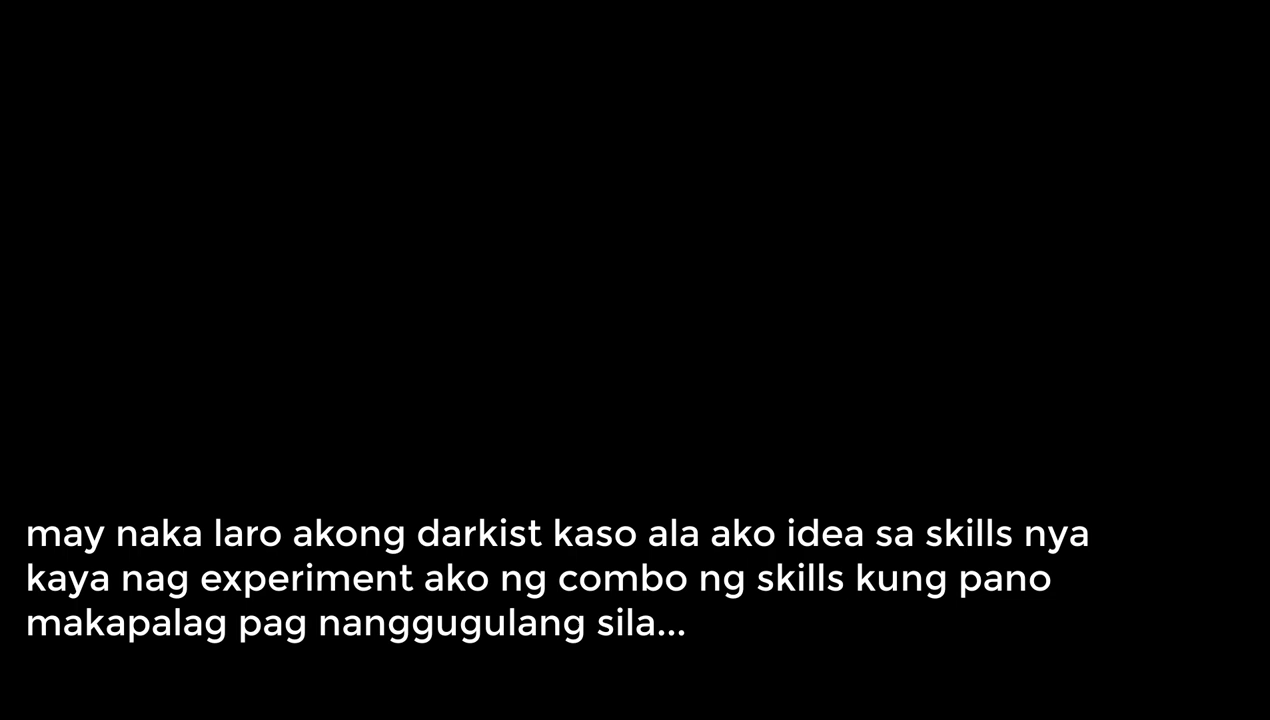 may naka laro akong darkist kaso ala ako idea sa skills nya
kaya nag experiment ako ng combo ng skills kung pano
makapalag pag nanggugulang sila...